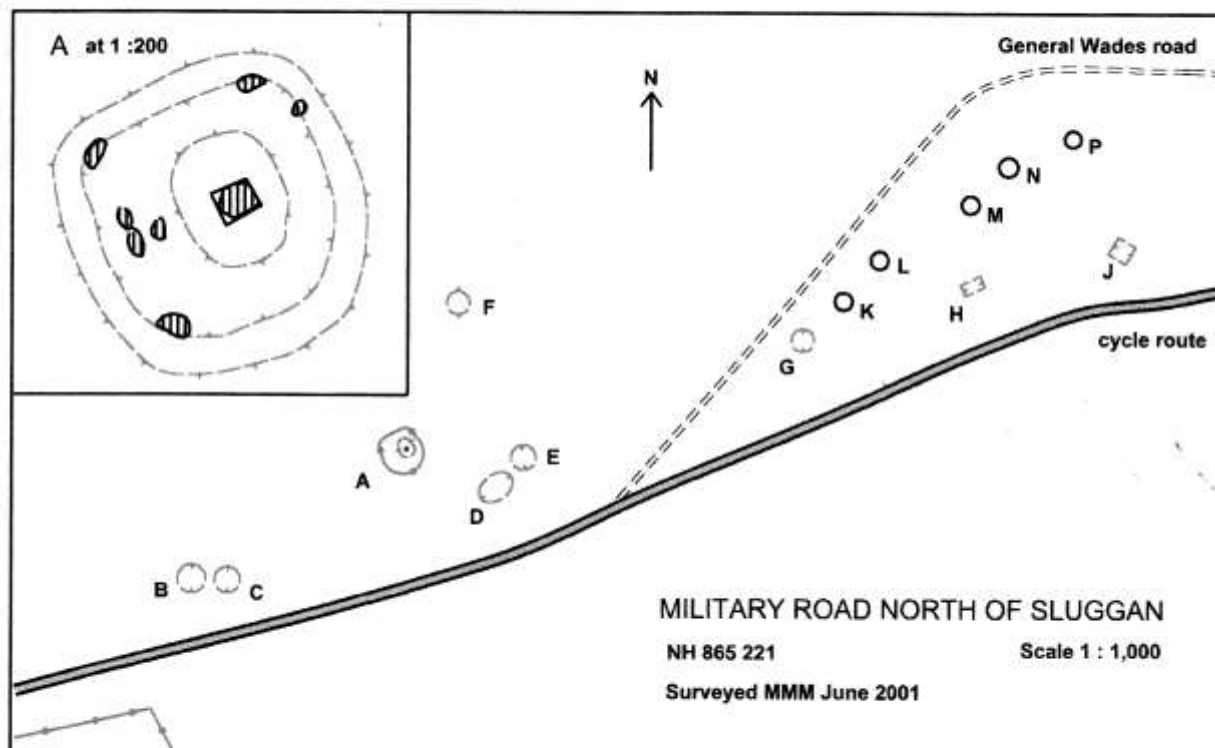 A at 1 :200
General Wades road
N
P
N
M
L
J
H
K
F
G
cycle route
E
A
D
B
C
MILITARY ROAD NORTH OF SLUGGAN
NH 865 221
Scale 1 : 1,000
Surveyed MMM June 2001